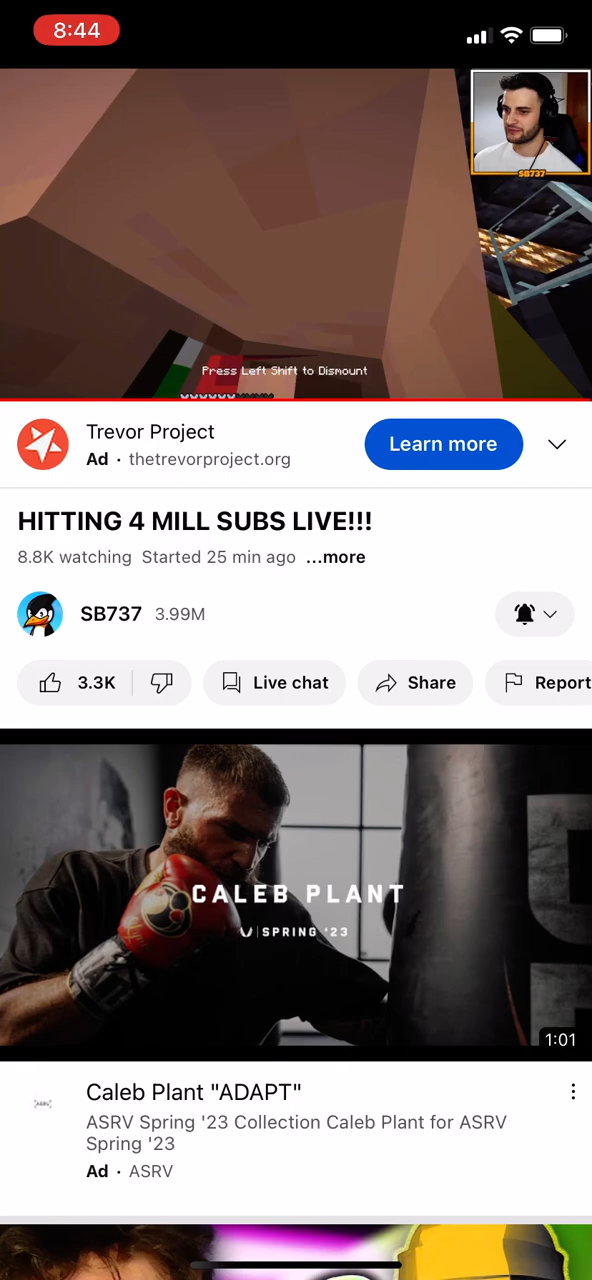 8:44
SB737
Press Left Shift to Dismount
Trevor Project
Ad · thetrevorproject.org
Learn more
HITTING 4 MILL SUBS LIVE!!!
8.8K watching Started 25 min ago ...more
SB737 3.99M
3.3K
Live chat
Share
Report
CALEB PLANT
SPRING '23
1:01
ASRV
Caleb Plant "ADAPT"
ASRV Spring '23 Collection Caleb Plant for ASRV
Spring '23
Ad · ASRV